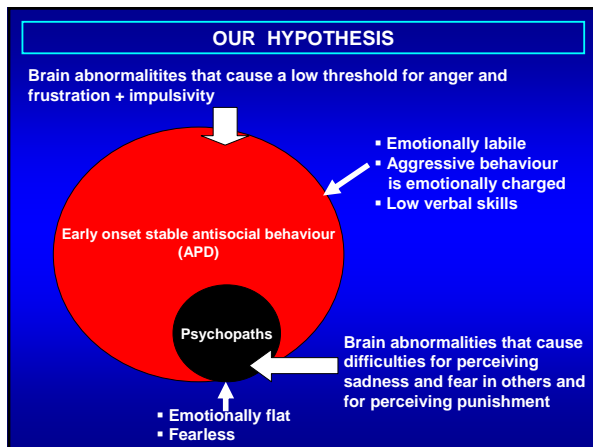 OUR HYPOTHESIS
Brain abnormalitites that cause a low threshold for anger and
frustration + impulsivity
▪ Emotionally labile
▪ Aggressive behaviour
is emotionally charged
▪ Low verbal skills
Early onset stable antisocial behaviour
(APD)
Psychopaths
Brain abnormalities that cause
difficulties for perceiving
sadness and fear in others and
for perceiving punishment
▪ Emotionally flat
▪ Fearless